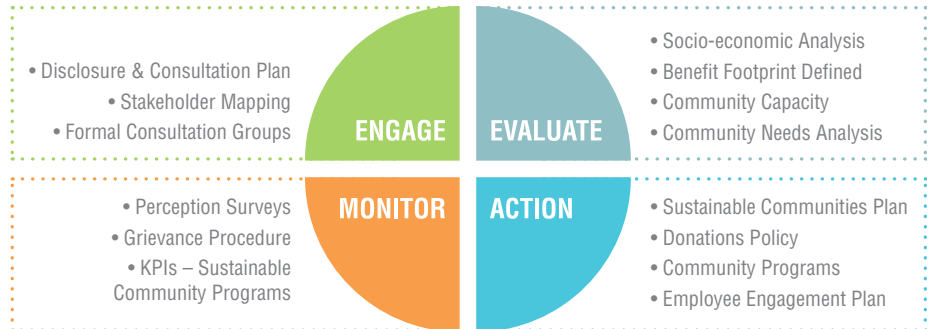 • Disclosure & Consultation Plan
• Stakeholder Mapping
• Formal Consultation Groups
ENGAGE
EVALUATE
• Socio-economic Analysis
• Benefit Footprint Defined
• Community Capacity
• Community Needs Analysis
• Perception Surveys
• Grievance Procedure
• KPIs – Sustainable
Community Programs
MONITOR
ACTION
• Sustainable Communities Plan
• Donations Policy
• Community Programs
• Employee Engagement Plan